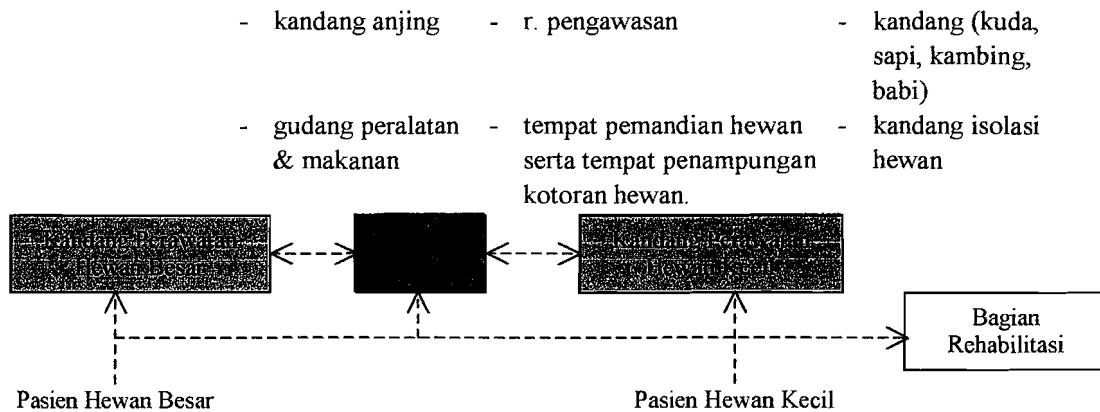 - kandang anjing - r. pengawasan - kandang (kuda,
sapi, kambing,
babi)
- gudang peralatan - tempat pemandian hewan - kandang isolasi
& makanan serta tempat penampungan hewan
kotoran hewan.
Kandang Perawatan
Hewan Besar
Kandang Perawatan
Hewan Kecil
Bagian
Rehabilitasi
Pasien Hewan Besar Pasien Hewan Kecil